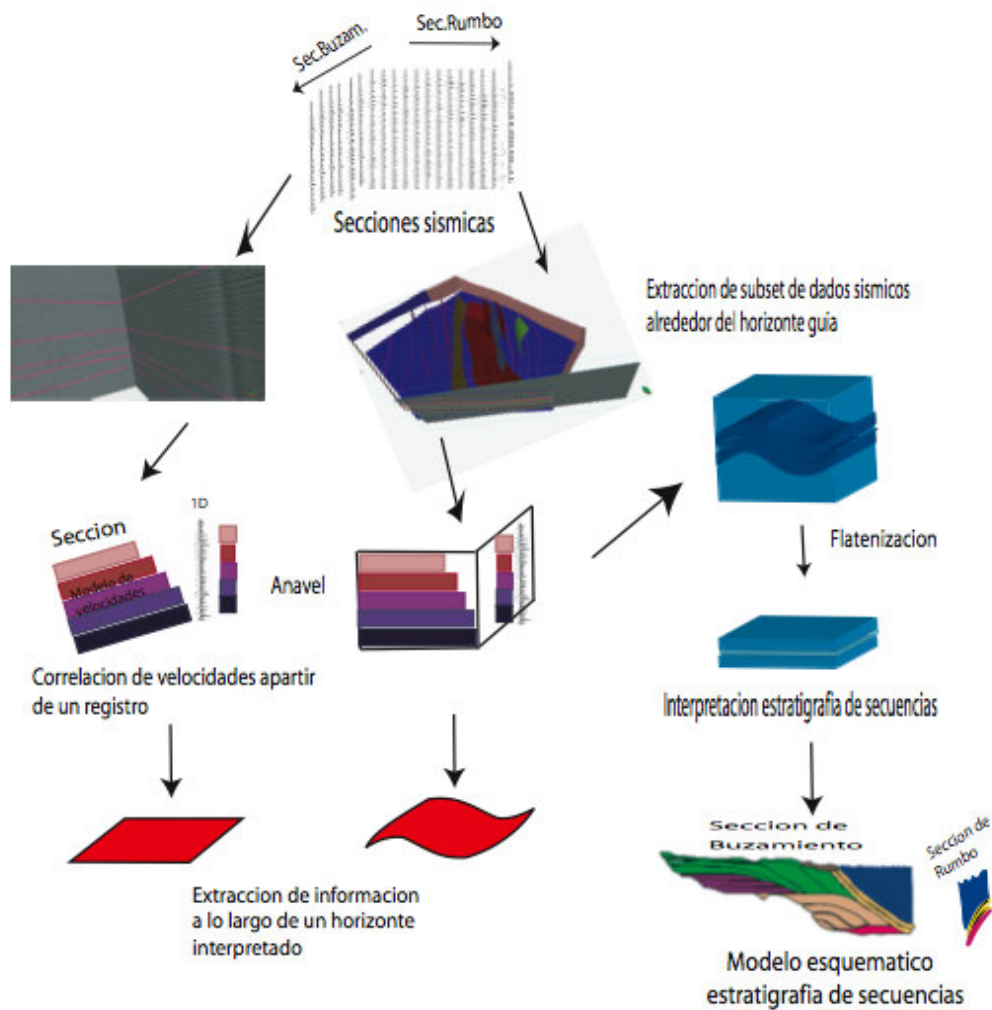 Sec.Buzam.
Sec.Rumbo
Secciones sismicas
Extraccion de subset de dados sismicos
alrededor del horizonte guia
Seccion
1D
Modelo de
velocidades
Anavel
Flatenizacion
Correlacion de velocidades apartir
de un registro
Interpretacion estratigrafia de secuencias
Extraccion de informacion
a lo largo de un horizonte
interpretado
Seccion de
Buzamiento
Seccion de
Rumbo
Modelo esquematico
estratigrafia de secuencias